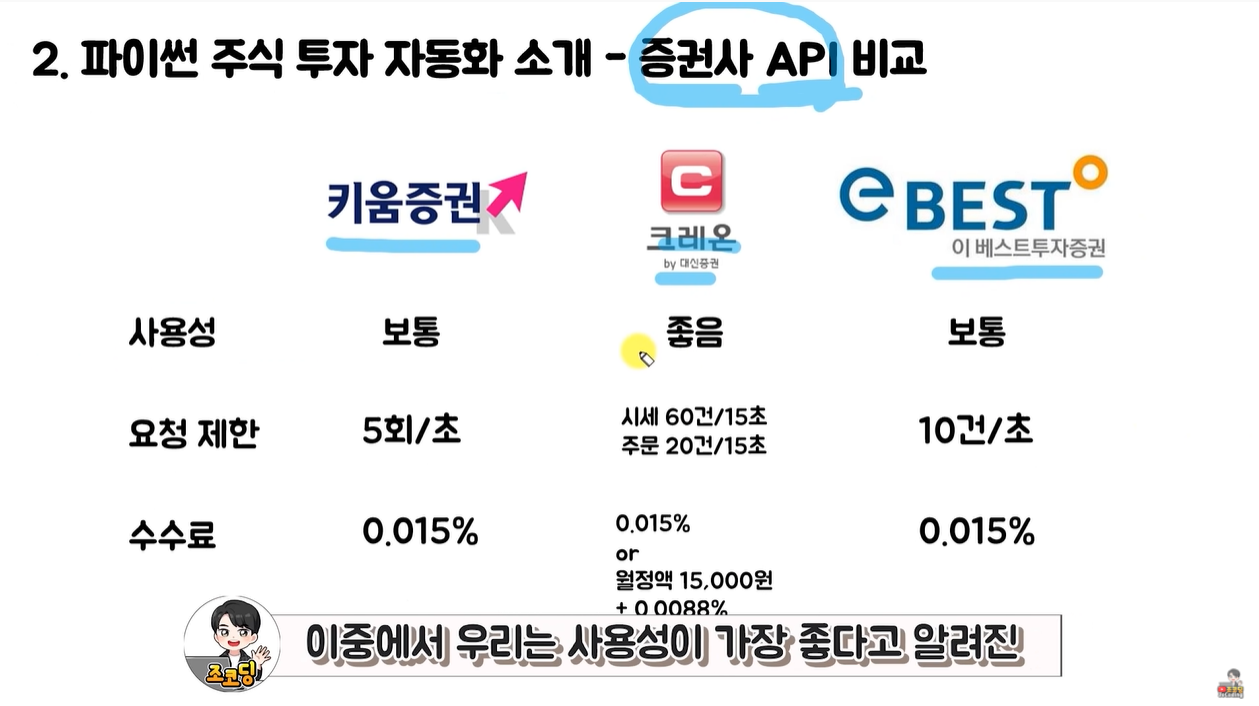 2. 파이썬 주식 투자 자동화 소개 - 증권사 API 비교
키움증권
C
크레온
by 대신증권
eBEST
이베스트투자증권
사용성 보통 좋음 보통
요청 제한 5회/초 시세 60건/15초 10건/초
주문 20건/15초
수수료 0.015% 0.015% 0.015%
or
월정액 15,000원
+ 0.0088%
조코딩
이중에서 우리는 사용성이 가장 좋다고 알려진